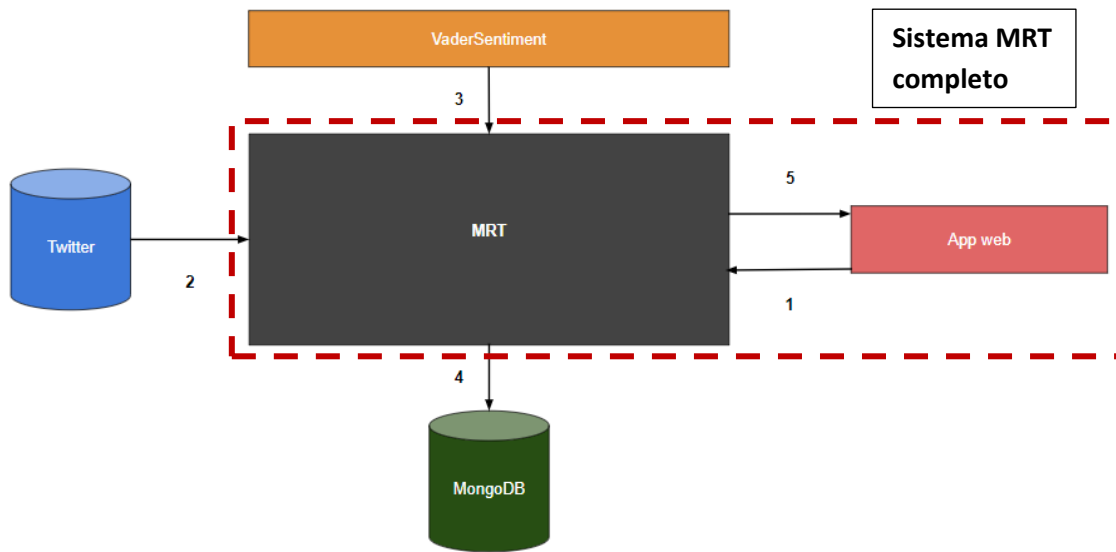 VaderSentiment
Sistema MRT
completo
3
5
MRT
App web
Twitter
2
1
4
MongoDB